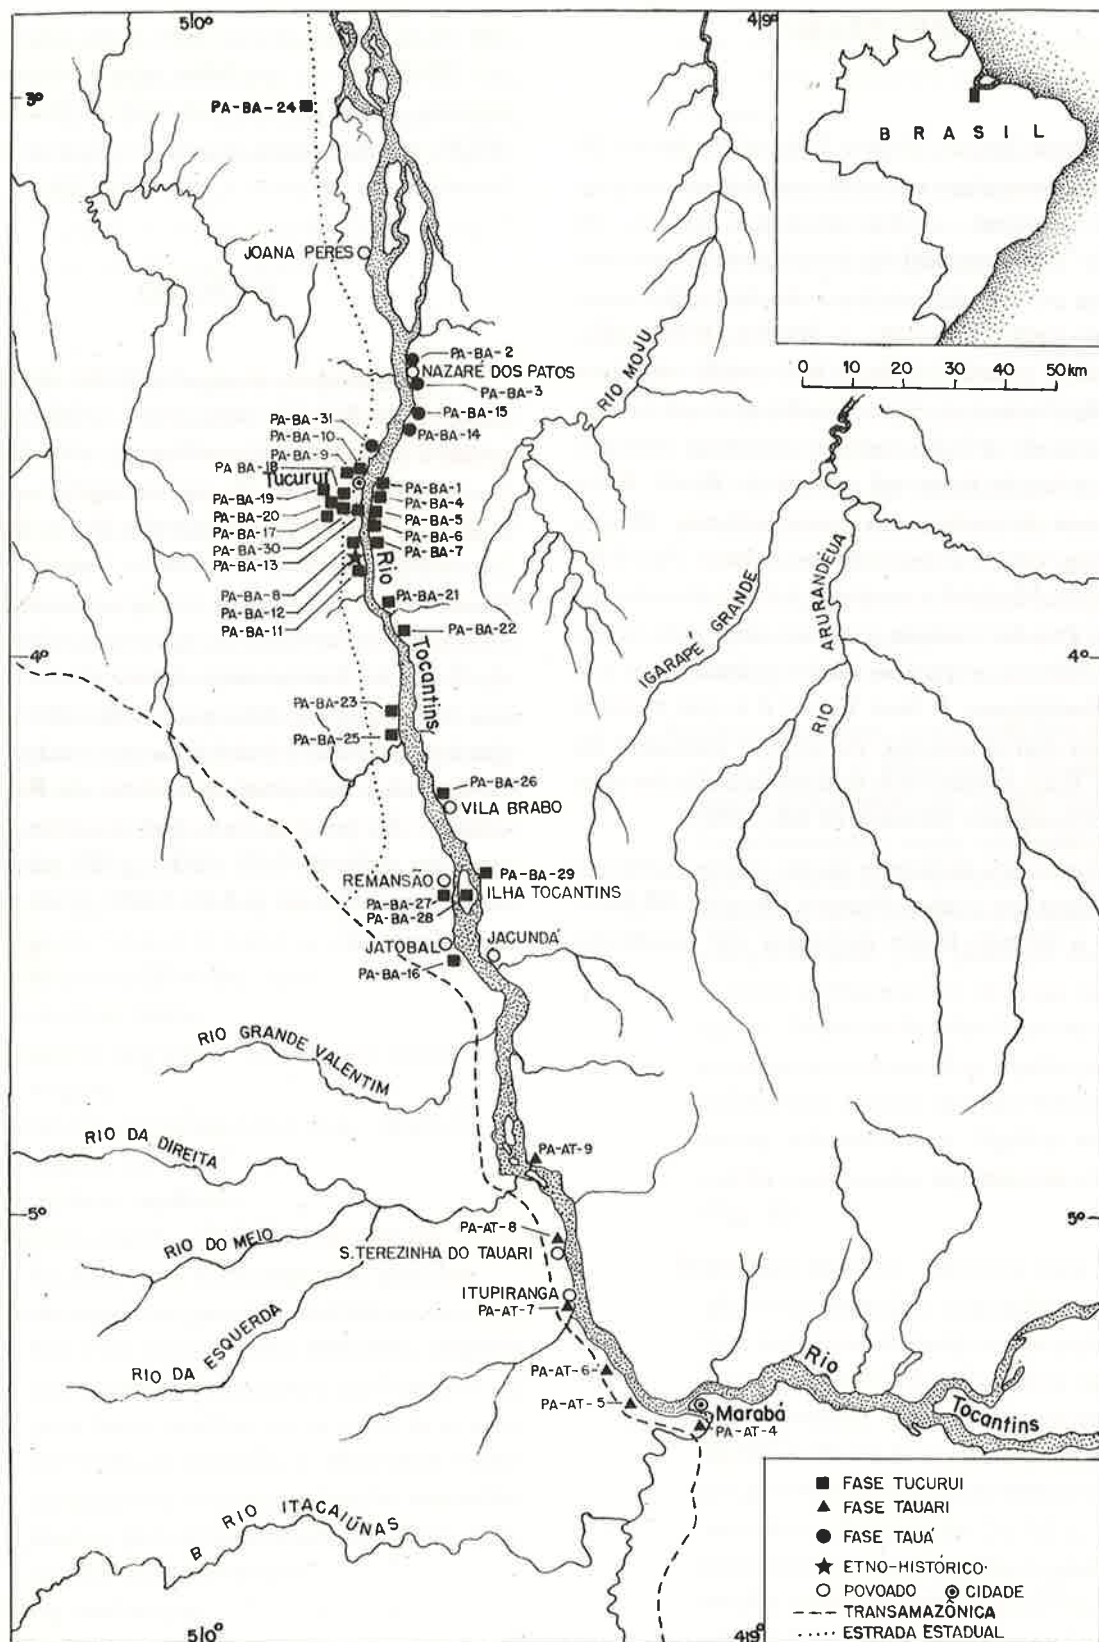 50°
49°
3°
PA-BA-24
BRASIL
JOANA PERES
0 10 20 30 40 50 km
PA-BA-2
NAZARÉ DOS PATOS
PA-BA-3
PA-BA-15
PA-BA-14
RIO MOJU
PA-BA-31
PA-BA-10
PA-BA-9
PA BA-18
Tucuruí
PA-BA-19
PA-BA-20
PA-BA-17
PA-BA-30
PA-BA-13
PA-BA-1
PA-BA-4
PA-BA-5
PA-BA-6
PA-BA-7
PA-BA-8
PA-BA-12
PA-BA-11
PA-BA-21
PA-BA-22
Rio
Tocantins
IGARAPÉ GRANDE
RIO ARURANDÉUA
4°
4°
PA-BA-23
PA-BA-25
PA-BA-26
VILA BRABO
REMANSÃO
PA-BA-29
ILHA TOCANTINS
PA-BA-27
PA-BA-28
JATOBAL
JACUNDÁ
PA-BA-16
RIO GRANDE VALENTIM
RIO DA DIREITA
PA-AT-9
5°
5°
RIO DO MEIO
PA-AT-8
S. TEREZINHA DO TAUARI
ITUPIRANGA
PA-AT-7
RIO DA ESQUERDA
PA-AT-6
PA-AT-5
Marabá
PA-AT-4
Rio
Tocantins
B RIO ITACAIÚNAS
FASE TUCURUI
FASE TAUARI
FASE TAUÁ
ETNO-HISTÓRICO
POVOADO CIDADE
TRANSAMAZÔNICA
ESTRADA ESTADUAL
50°
49°